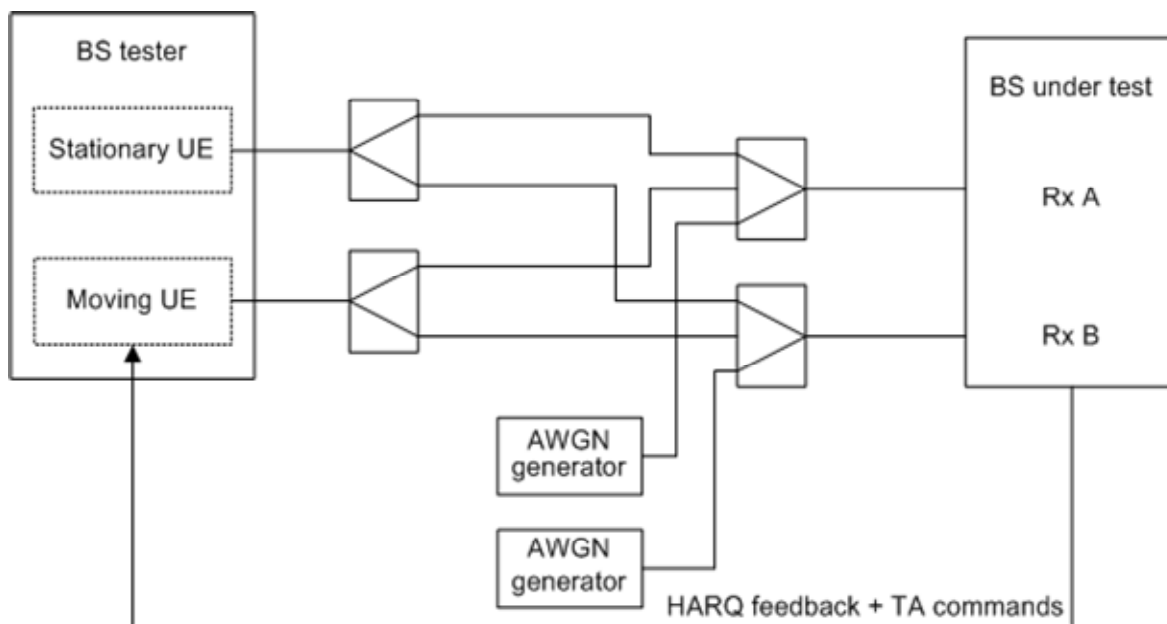 BS tester
Stationary UE
Moving UE
BS under test
Rx A
Rx B
AWGN
generator
AWGN
generator
HARQ feedback + TA commands